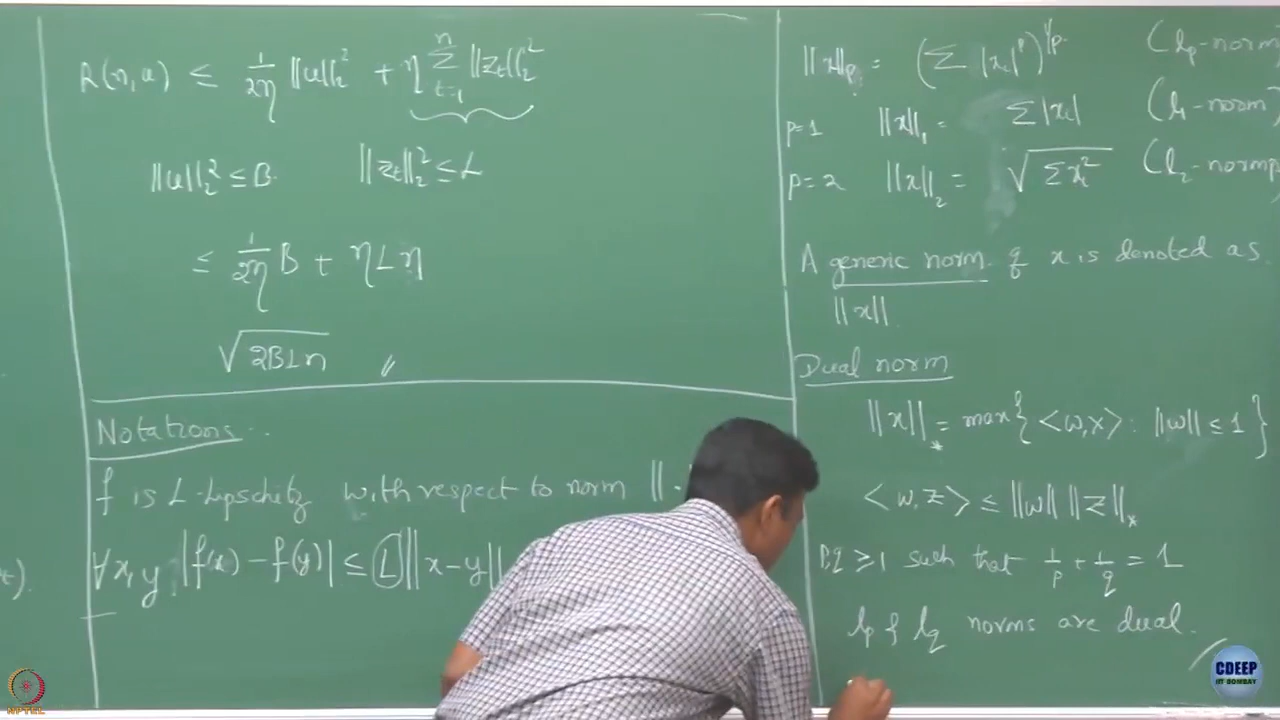 R(n,u) ≤ 1/2η ||u||₂² + η Σ_{t=1}^{n} ||z_t||₂²
||u||₂² ≤ B. ||z_t||₂² ≤ L
≤ 1/2η B + ηLn
√2BLn
Notations..
f is L-Lipschitz with respect to norm ||.
∀x,y |f(x) - f(y)| ≤ L ||x-y||
||x||_p = (Σ |x_i|^p)^{1/p} (l_p-norm)
p=1 ||x||₁ = Σ|x_i| (l₁-norm)
p=2 ||x||₂ = √Σx_i² (l₂-norm
A generic norm of x is denoted as
||x||.
Dual norm
||x||_* = max{<w,x> : ||w|| ≤ 1}
<w,z> ≤ ||w|| ||z||_*
p,q ≥ 1 such that 1/p + 1/q = 1
l_p & l_q norms are dual.
NPTEL
CDEEP
IIT BOMBAY